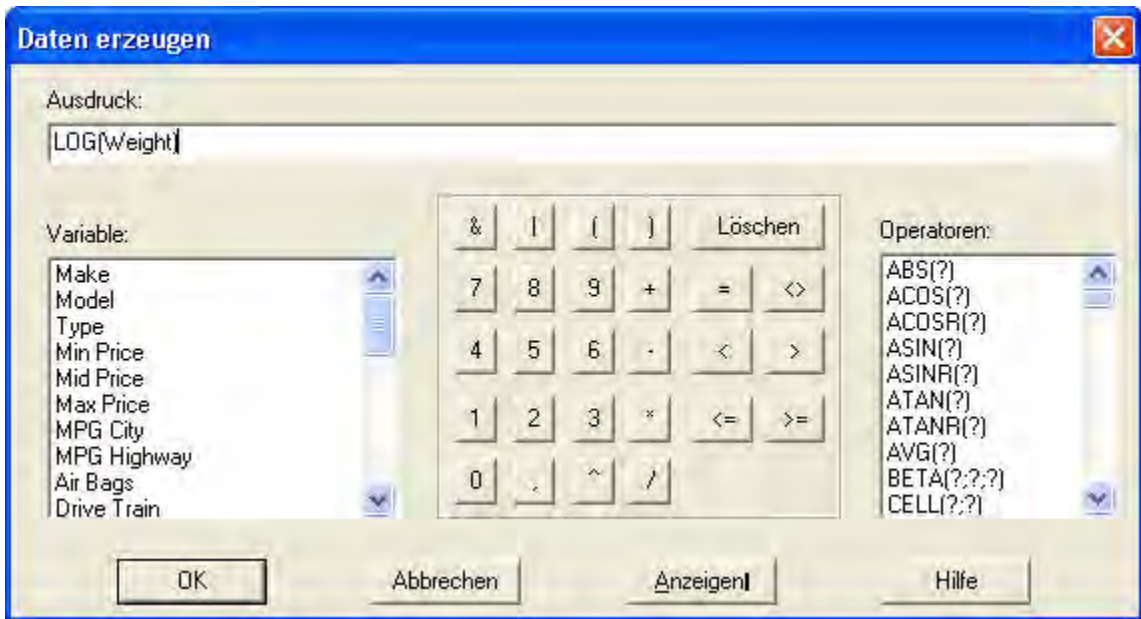 Daten erzeugen
Ausdruck:
LOG(Weight)
Variable:
Make
Model
Type
Min Price
Mid Price
Max Price
MPG City
MPG Highway
Air Bags
Drive Train
& | ( ) Löschen
7 8 9 + = <>
4 5 6 - < >
1 2 3 * <= >=
0 , ^ /
Operatoren:
ABS(?)
ACOS(?)
ACOSR(?)
ASIN(?)
ASINR(?)
ATAN(?)
ATANR(?)
AVG(?)
BETA(?;?;?)
CELL(?;?)
OK Abbrechen Anzeigen Hilfe